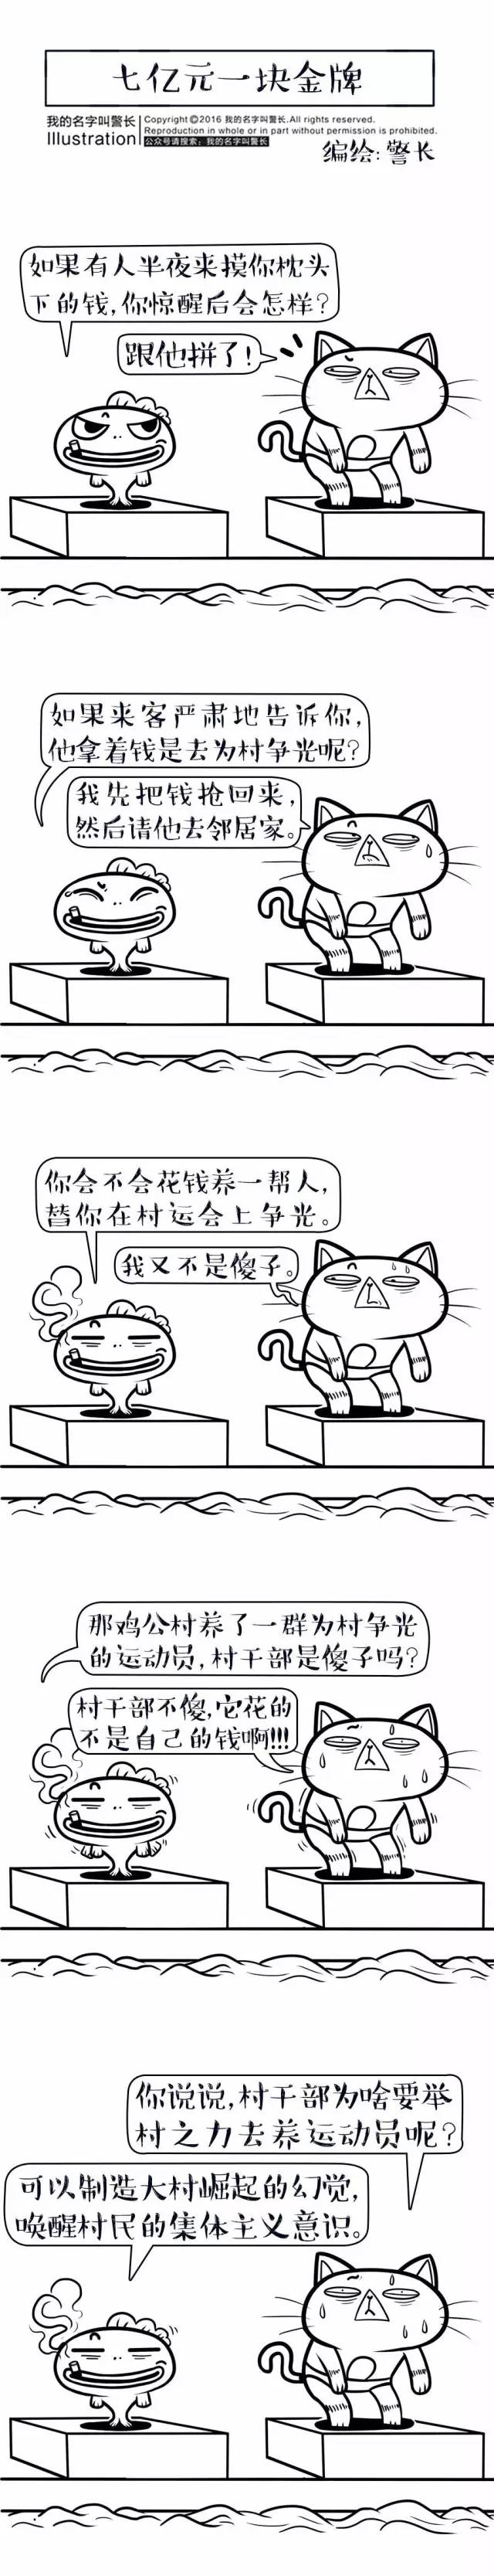 七亿元一块金牌
我的名字叫警长
Illustration
Copyright©2016 我的名字叫警长.All rights reserved.
Reproduction in whole or in part without permission is prohibited.
公众号请搜索：我的名字叫警长
编绘:警长
如果有人半夜来摸你枕头
下的钱,你惊醒后会怎样?
跟他拼了!
如果来客严肃地告诉你,
他拿着钱是去为村争光呢?
我先把钱抢回来,
然后请他去邻居家。
你会不会花钱养一帮人,
替你在村运会上争光。
我又不是傻子。
那鸡公村养了一群为村争光
的运动员,村干部是傻子吗?
村干部不傻,它花的
不是自己的钱啊!!!
你说说,村干部为啥要举
村之力去养运动员呢?
可以制造大村崛起的幻觉,
唤醒村民的集体主义意识。